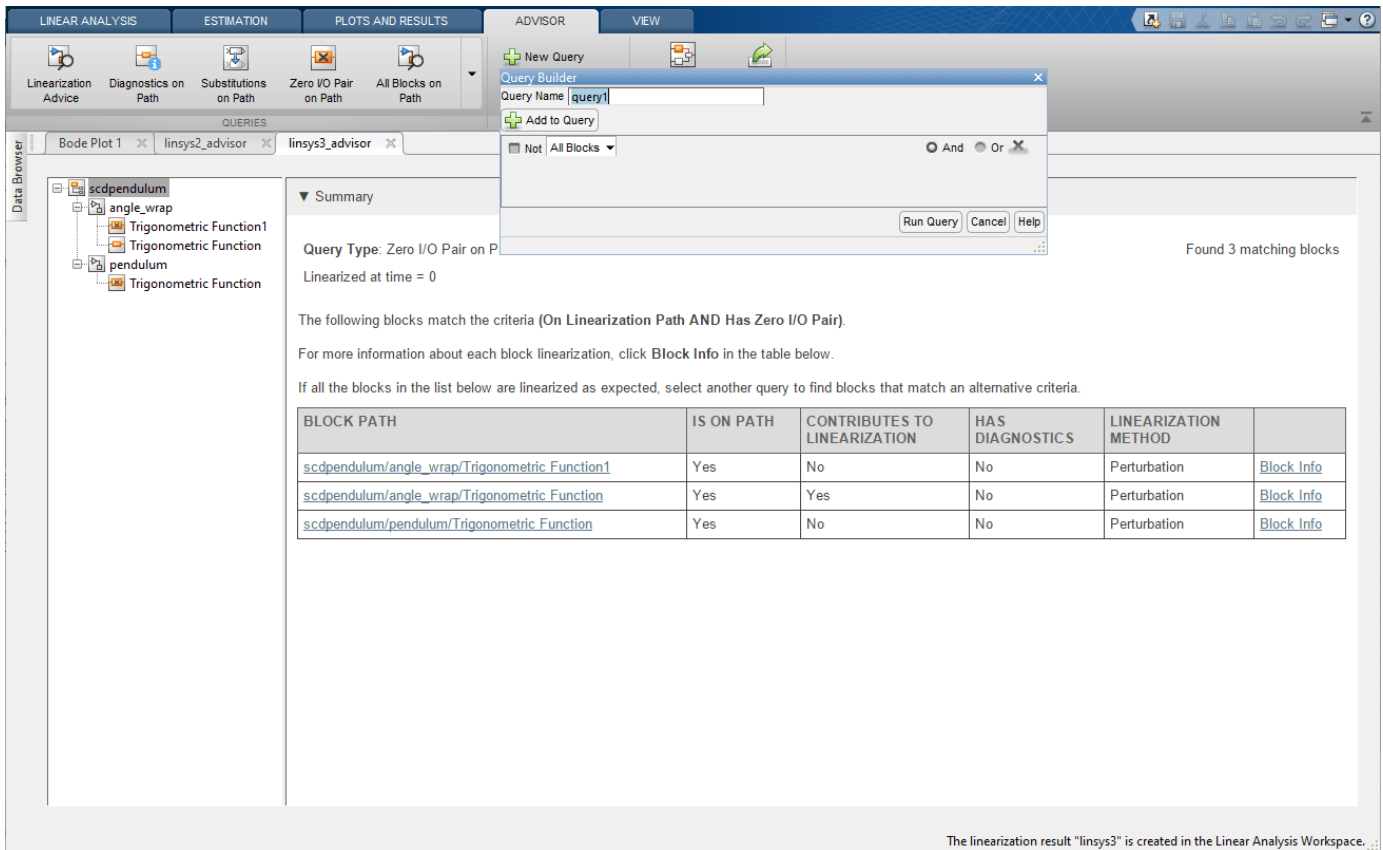 LINEAR ANALYSIS ESTIMATION PLOTS AND RESULTS ADVISOR VIEW
Linearization Advice
Diagnostics on Path
Substitutions on Path
Zero I/O Pair on Path
All Blocks on Path
New Query
QUERIES
Query Builder
Query Name query1
Add to Query
Not All Blocks And Or
Run Query Cancel Help
Data Browser
Bode Plot 1 linsys2_advisor linsys3_advisor
scdpendulum
angle_wrap
Trigonometric Function1
Trigonometric Function
pendulum
Trigonometric Function
▼ Summary
Query Type: Zero I/O Pair on P Found 3 matching blocks
Linearized at time = 0
The following blocks match the criteria (On Linearization Path AND Has Zero I/O Pair).
For more information about each block linearization, click Block Info in the table below.
If all the blocks in the list below are linearized as expected, select another query to find blocks that match an alternative criteria.
BLOCK PATH IS ON PATH CONTRIBUTES TO LINEARIZATION HAS DIAGNOSTICS LINEARIZATION METHOD
scdpendulum/angle_wrap/Trigonometric Function1 Yes No No Perturbation Block Info
scdpendulum/angle_wrap/Trigonometric Function Yes Yes No Perturbation Block Info
scdpendulum/pendulum/Trigonometric Function Yes No No Perturbation Block Info
The linearization result "linsys3" is created in the Linear Analysis Workspace.